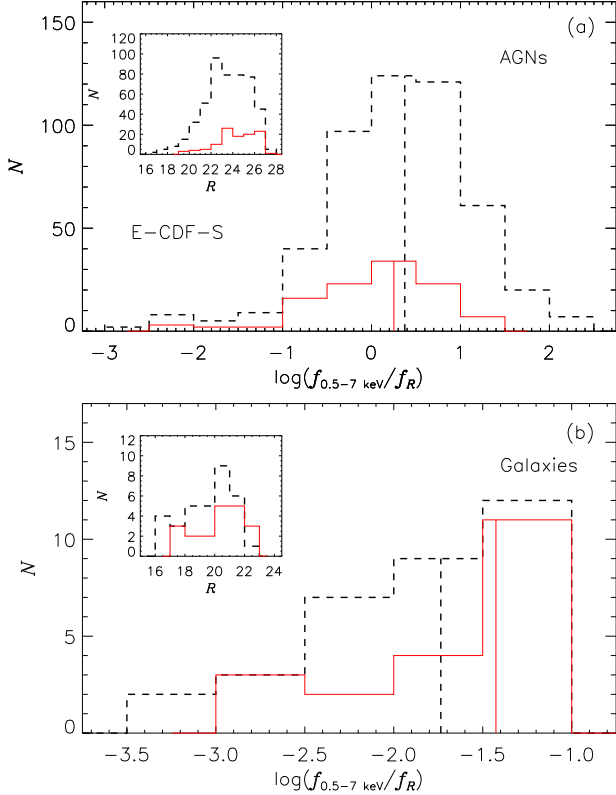 (a)
AGNs
E-CDF-S
N
150
100
50
0
-3 -2 -1 0 1 2
log(f0.5-7 keV/fR)
N
120
100
80
60
40
20
0
16 18 20 22 24 26 28
R
(b)
Galaxies
N
15
10
5
0
-3.5 -3.0 -2.5 -2.0 -1.5 -1.0
log(f0.5-7 keV/fR)
N
12
10
8
6
4
2
0
16 18 20 22 24
R